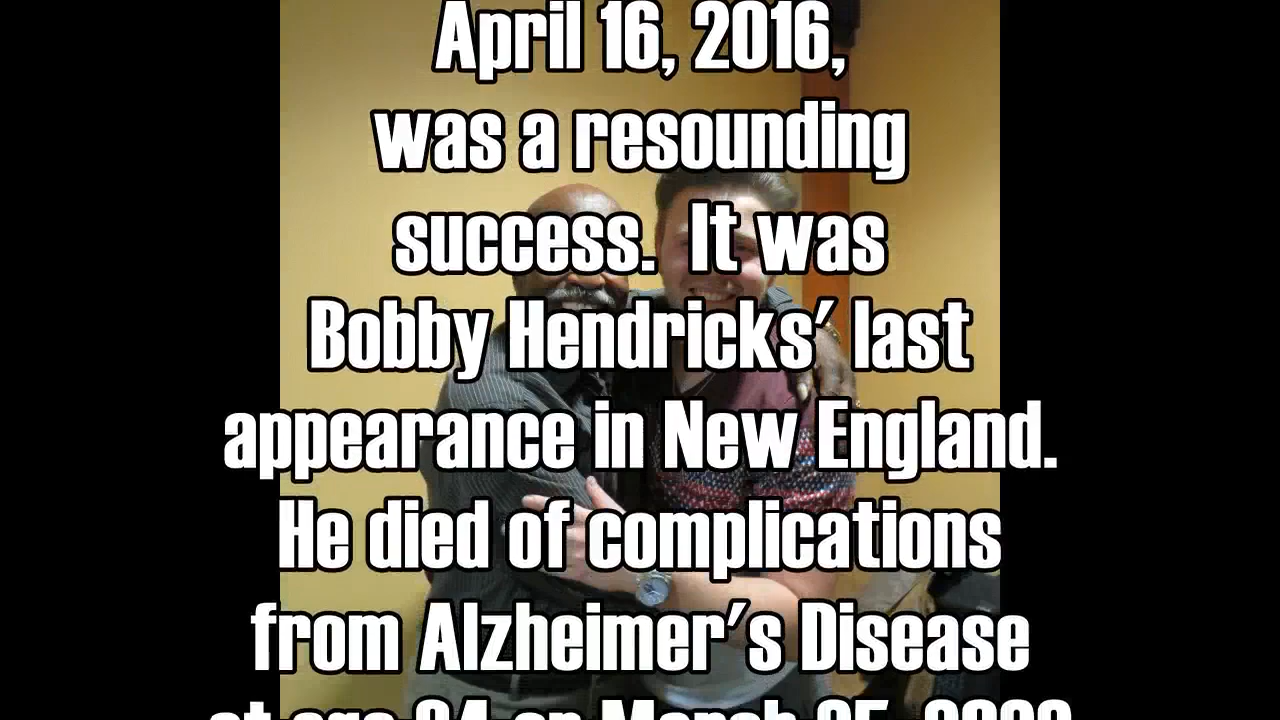 April 16, 2016,
was a resounding
success. It was
Bobby Hendricks' last
appearance in New England.
He died of complications
from Alzheimer's Disease